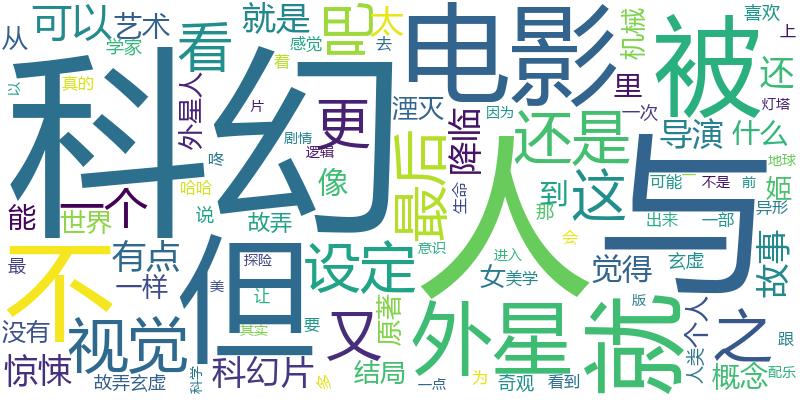 从
可以
艺术
就是
吧
太
电影
被
喜欢
上
学家
看
感觉
去
机械
还
以
真的
科幻
外星人
着
片
更
湮灭
里
一次
因为
灯塔
咚
剧情
逻辑
最后
降临
还是
导演
什么
能
一个
世界
哈哈
像
人
到
这
与
地球
可能
不是
前
姬
说
故弄
生命
那
出来
一部
异形
不
最
有点
但
探险
设定
意识
进入
会
觉得
玄虚
故事
一样
美
让
女
美学
没有
视觉
真实
要
又
原著
外星
就
版
人类
个人
之
跟
惊悚
故弄玄虚
科学
科幻片
多
结局
一点
为
奇观
看到
概念
配乐
一